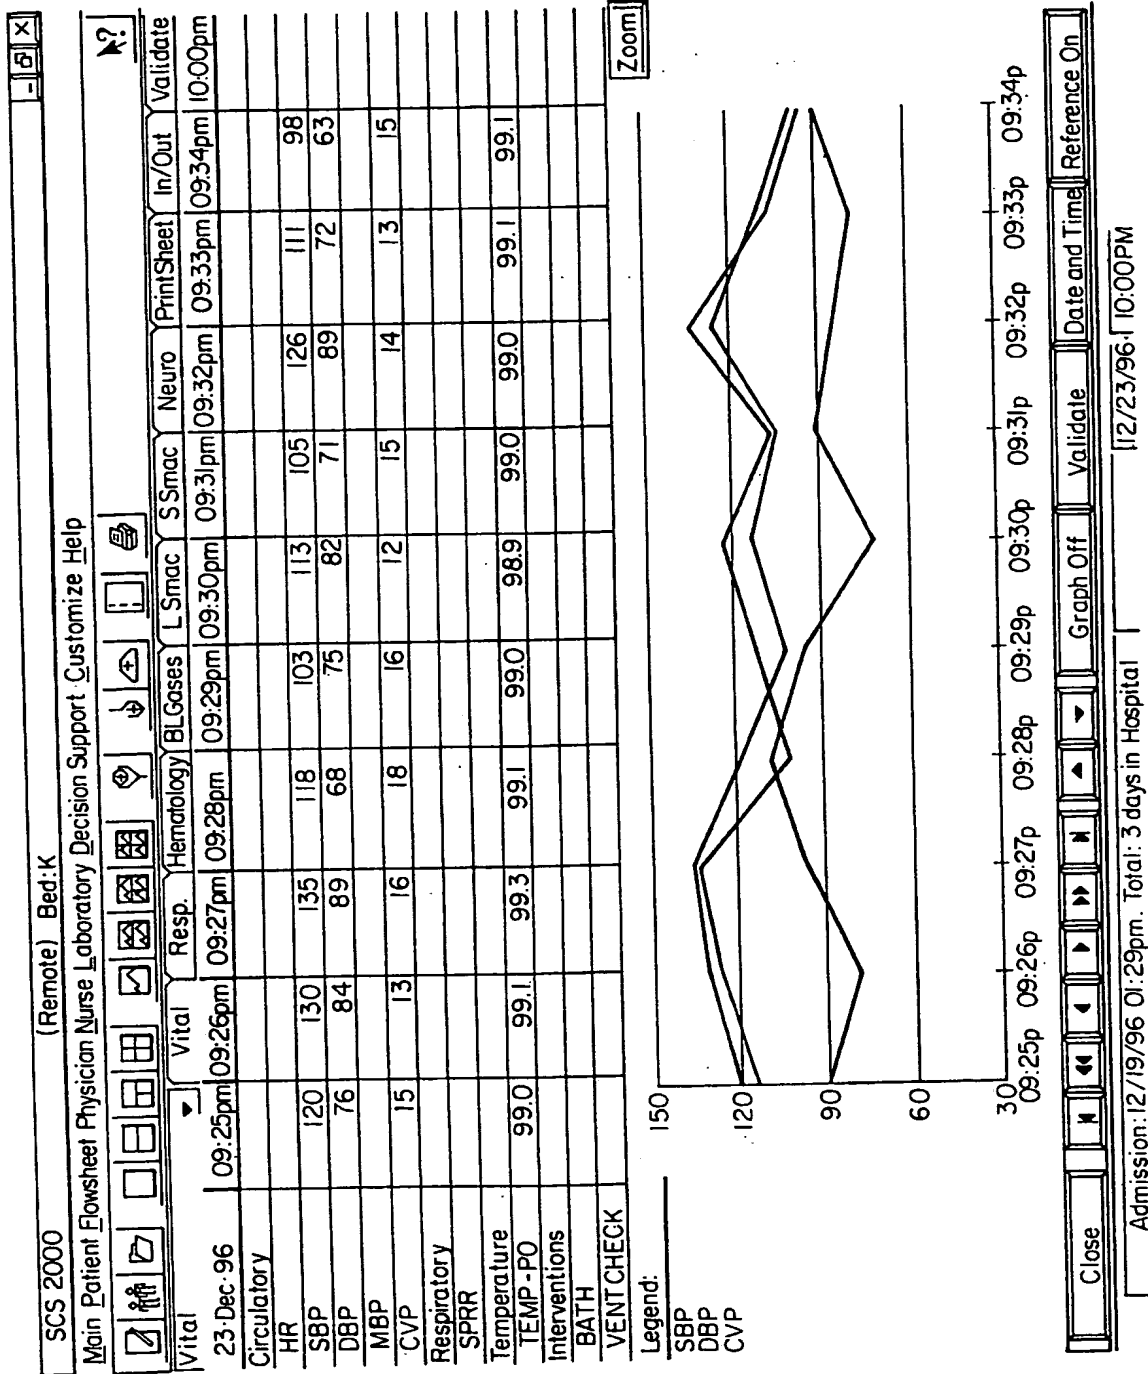 SCS 2000 (Remote) Bed:K
Main Patient Flowsheet Physician Nurse Laboratory Decision Support Customize Help
Vital Vital Resp. Hematology BLGases L Smac S Smac Neuro PrintSheet In/Out Validate
23·Dec·96 09:25pm 09:26pm 09:27pm 09:28pm 09:29pm 09:30pm 09:31pm 09:32pm 09:33pm 09:34pm 10:00pm
Circulatory
HR
SBP 120 130 135 118 103 113 105 126 111 98
DBP 76 84 89 68 75 82 71 89 72 63
MBP
CVP 15 13 16 18 16 12 15 14 13 15
Respiratory
SPRR
Temperature
TEMP-PO 99.0 99.1 99.3 99.1 99.0 98.9 99.0 99.0 99.1 99.1
Interventions
BATH
VENT CHECK
Legend: Zoom
SBP
DBP
CVP
150
120
90
60
30
09:25p 09:26p 09:27p 09:28p 09:29p 09:30p 09:31p 09:32p 09:33p 09:34p
Close Graph Off Validate Date and Time Reference On
Admission: 12/19/96 01:29pm. Total: 3 days in Hospital 12/23/96·1 10:00PM